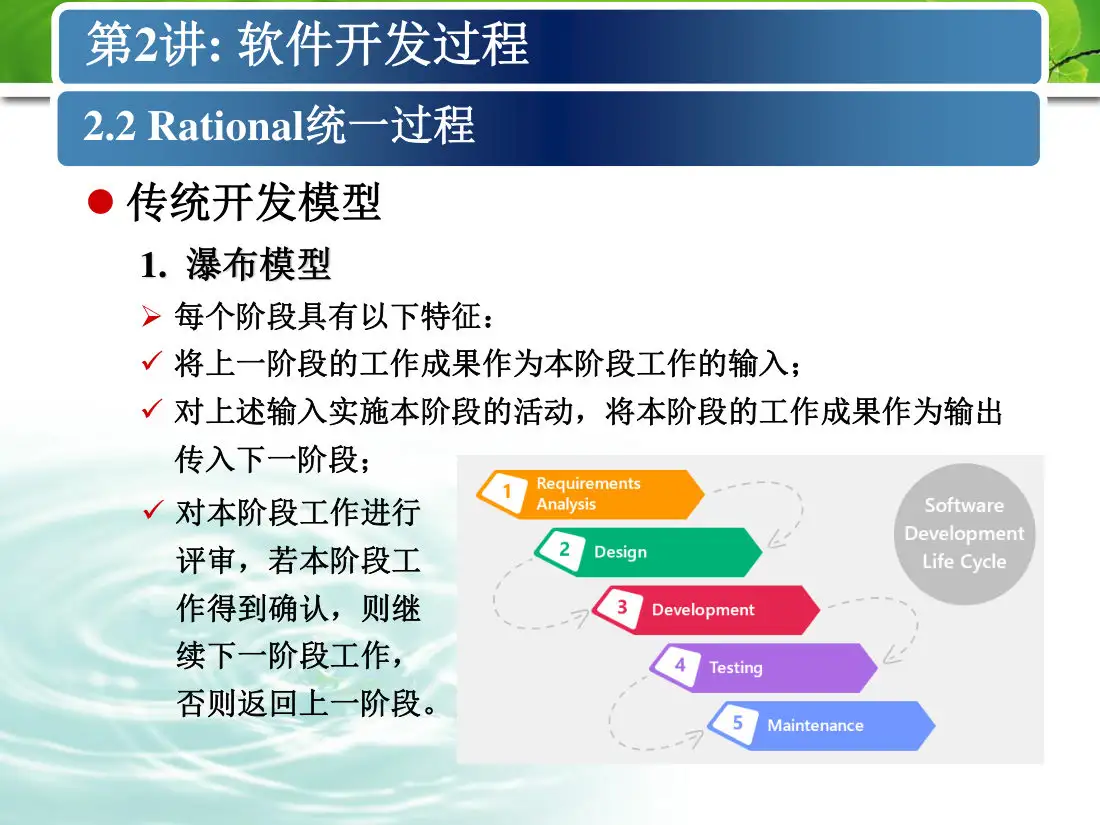 第2讲: 软件开发过程
2.2 Rational统一过程
传统开发模型
1. 瀑布模型
每个阶段具有以下特征：
将上一阶段的工作成果作为本阶段工作的输入；
对上述输入实施本阶段的活动，将本阶段的工作成果作为输出
传入下一阶段；
对本阶段工作进行
评审，若本阶段工
作得到确认，则继
续下一阶段工作，
否则返回上一阶段。
1
Requirements
Analysis
2
Design
3
Development
4
Testing
5
Maintenance
Software
Development
Life Cycle